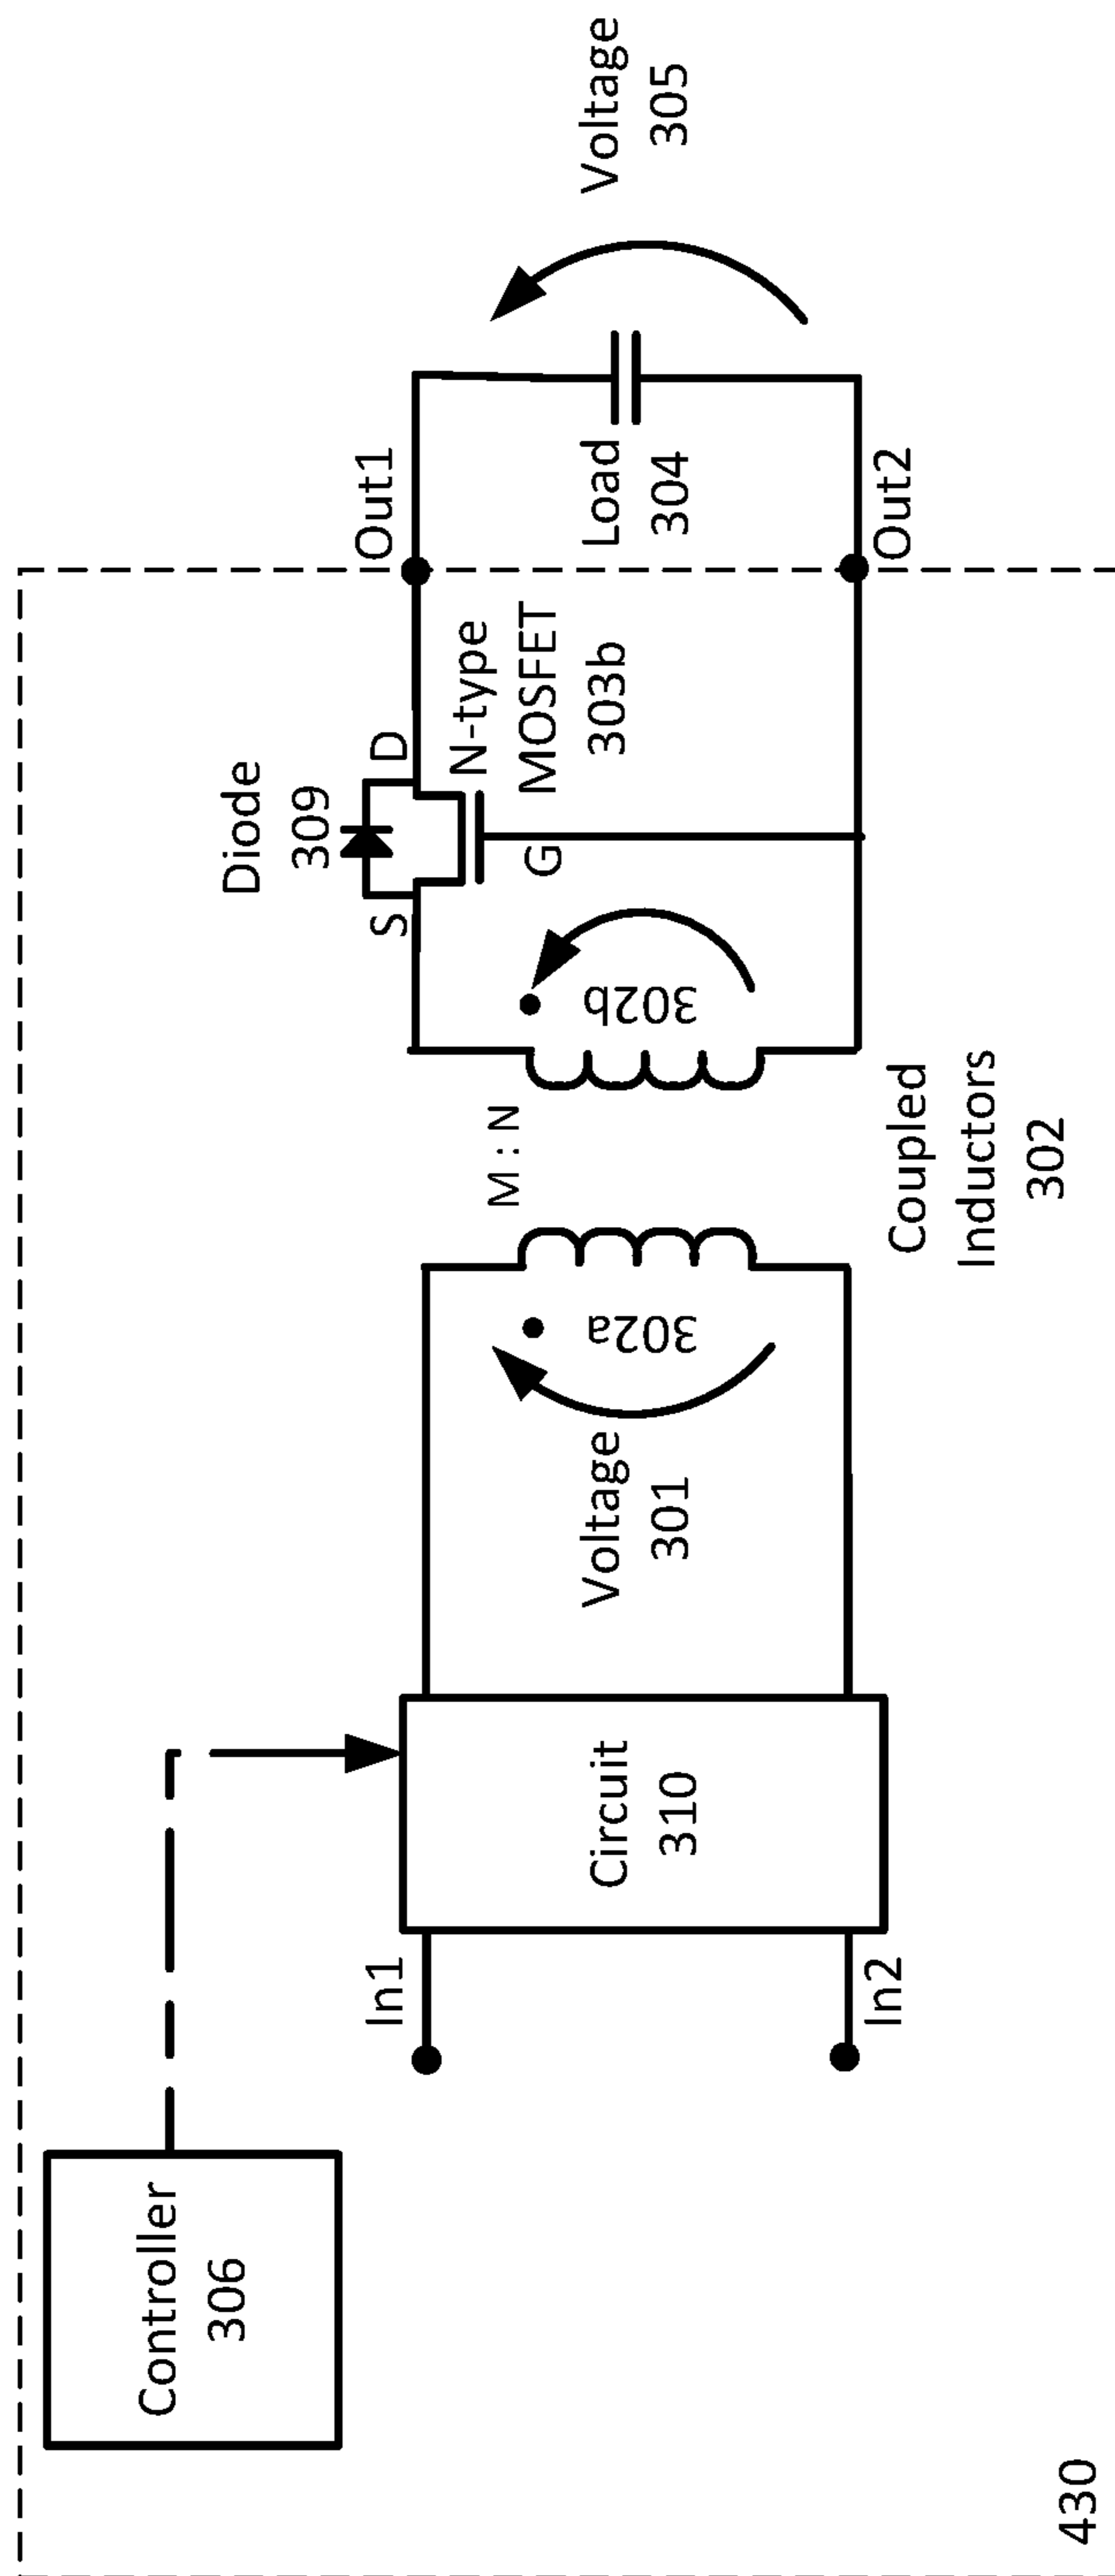 Controller
306
In1
In2
Circuit
310
Voltage
301
302a
M : N
302b
Coupled
Inductors
302
Diode
309
S
D
G
N-type
MOSFET
303b
Out1
Out2
Load
304
Voltage
305
430